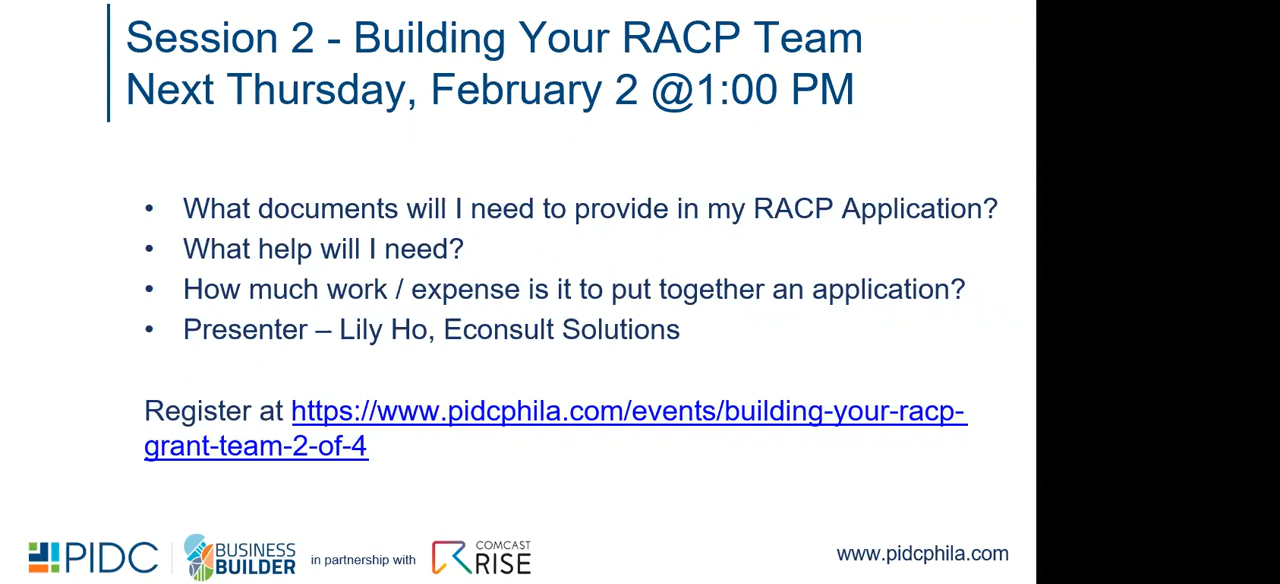 Session 2 - Building Your RACP Team
Next Thursday, February 2 @1:00 PM
• What documents will I need to provide in my RACP Application?
• What help will I need?
• How much work / expense is it to put together an application?
• Presenter – Lily Ho, Econsult Solutions
Register at https://www.pidcphila.com/events/building-your-racp-
grant-team-2-of-4
PIDC
BUSINESS
BUILDER
in partnership with
COMCAST
RISE
www.pidcphila.com